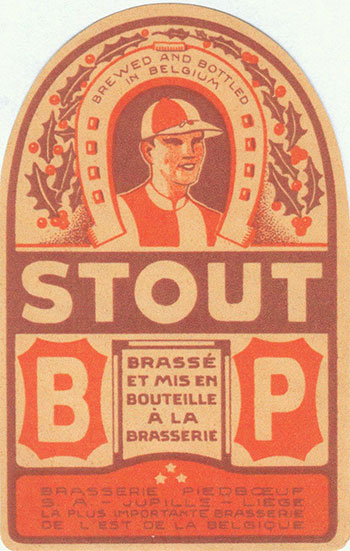 BREWED AND BOTTLED
IN BELGIUM
STOUT
B
BRASSÉ
ET MIS EN
BOUTEILLE
À LA
BRASSERIE
P
BRASSERIE PIEDBŒUF
S. A. - JUPILLE - LIÈGE
LA PLUS IMPORTANTE BRASSERIE
DE L'EST DE LA BELGIQUE